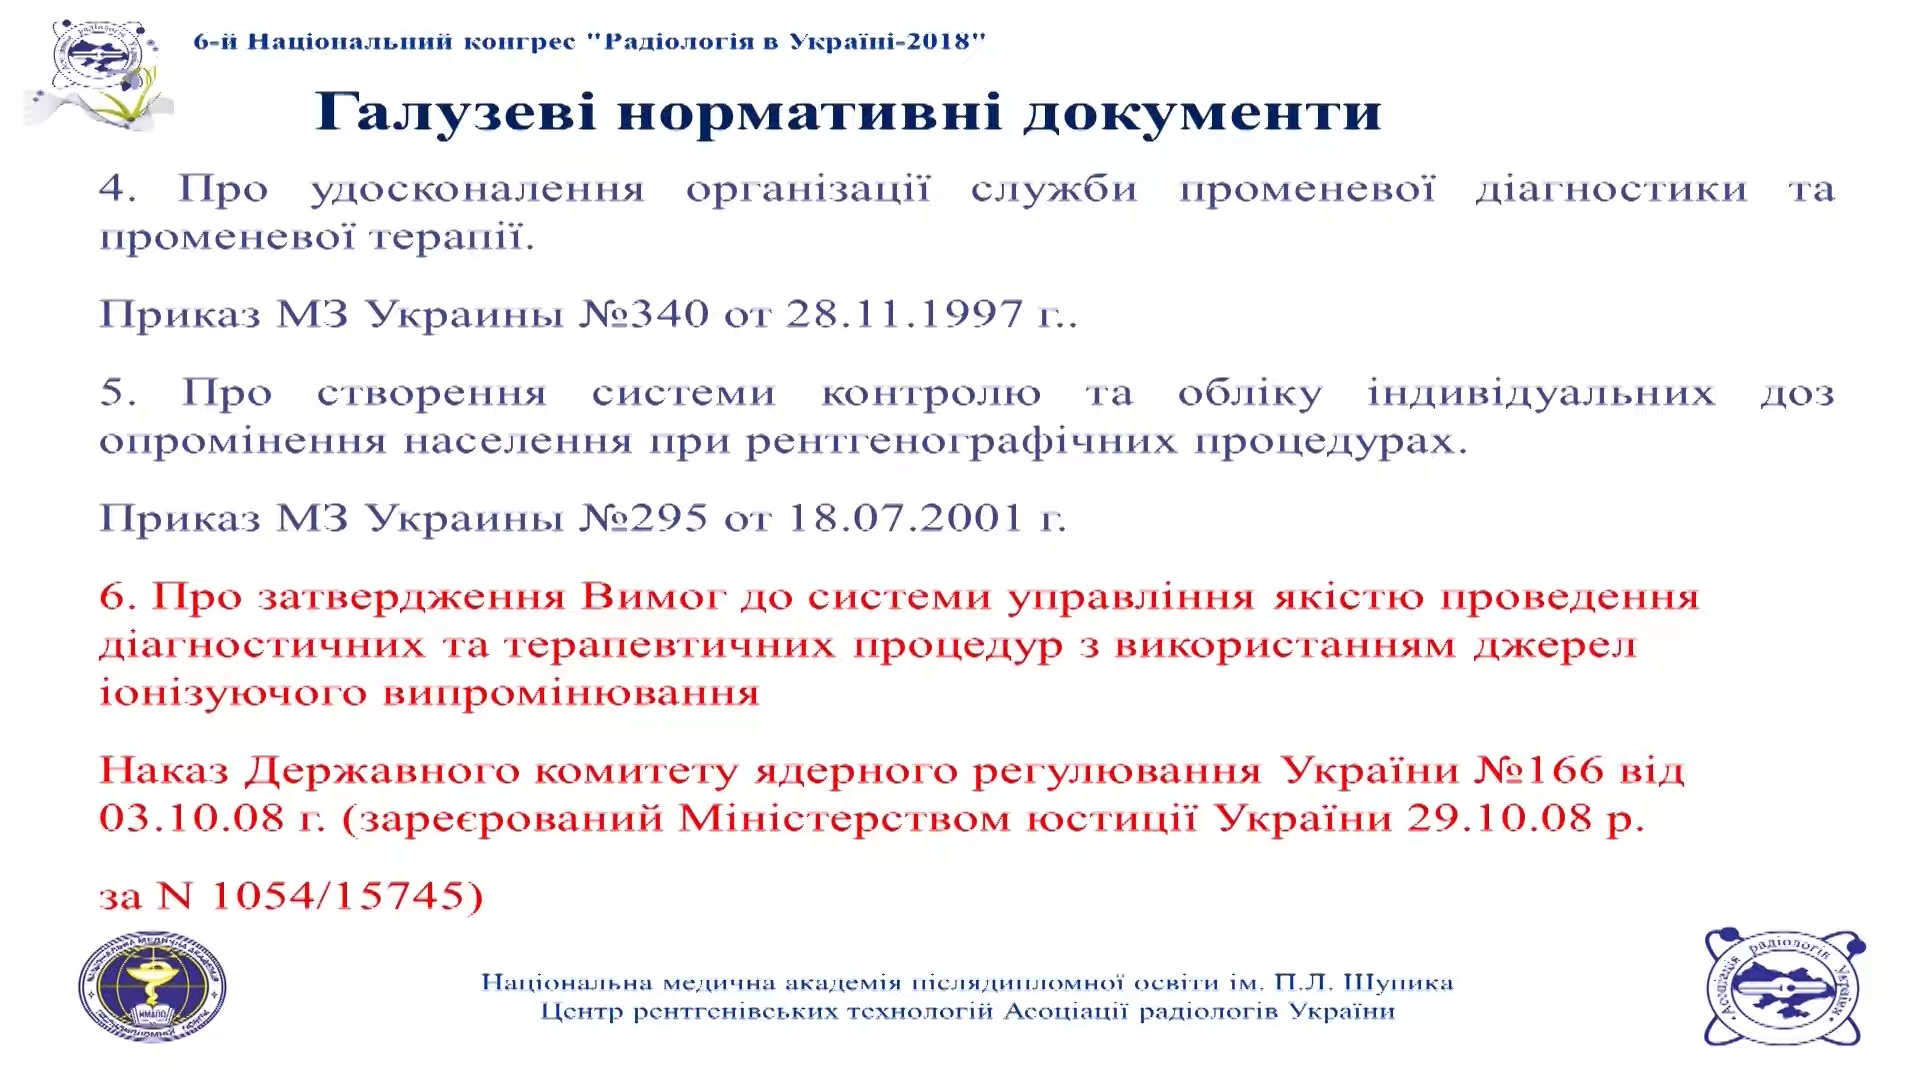 6-й Національний конгрес "Радіологія в Україні-2018"
Галузеві нормативні документи
4. Про удосконалення організації служби променевої діагностики та
променевої терапії.
Приказ МЗ Украины №340 от 28.11.1997 г..
5. Про створення системи контролю та обліку індивідуальних доз
опромінення населення при рентгенографічних процедурах.
Приказ МЗ Украины №295 от 18.07.2001 г.
6. Про затвердження Вимог до системи управління якістю проведення
діагностичних та терапевтичних процедур з використанням джерел
іонізуючого випромінювання
Наказ Державного комитету ядерного регулювання України №166 від
03.10.08 г. (зареєрований Міністерством юстиції України 29.10.08 р.
за N 1054/15745)
НМАПО
Національна медична академія післядипломної освіти ім. П.Л. Шупика
Центр рентгенівських технологій Асоціації радіологів України
Асоціація радіологів України